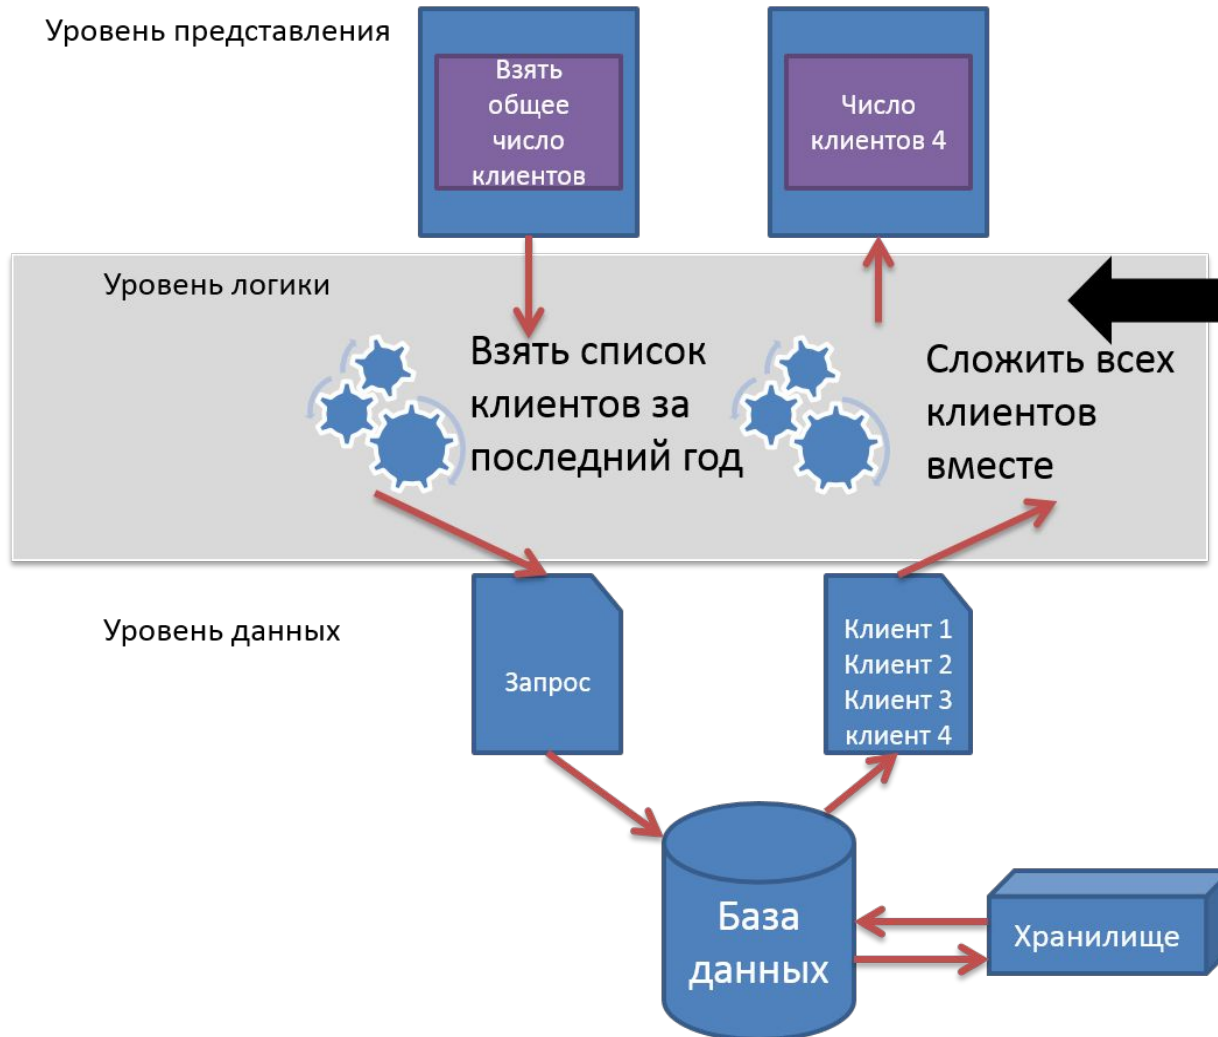 Уровень представления
Взять
общее
число
клиентов
Число
клиентов 4
Уровень логики
Взять список
клиентов за
последний год
Сложить всех
клиентов
вместе
Уровень данных
Запрос
Клиент 1
Клиент 2
Клиент 3
клиент 4
База
данных
Хранилище